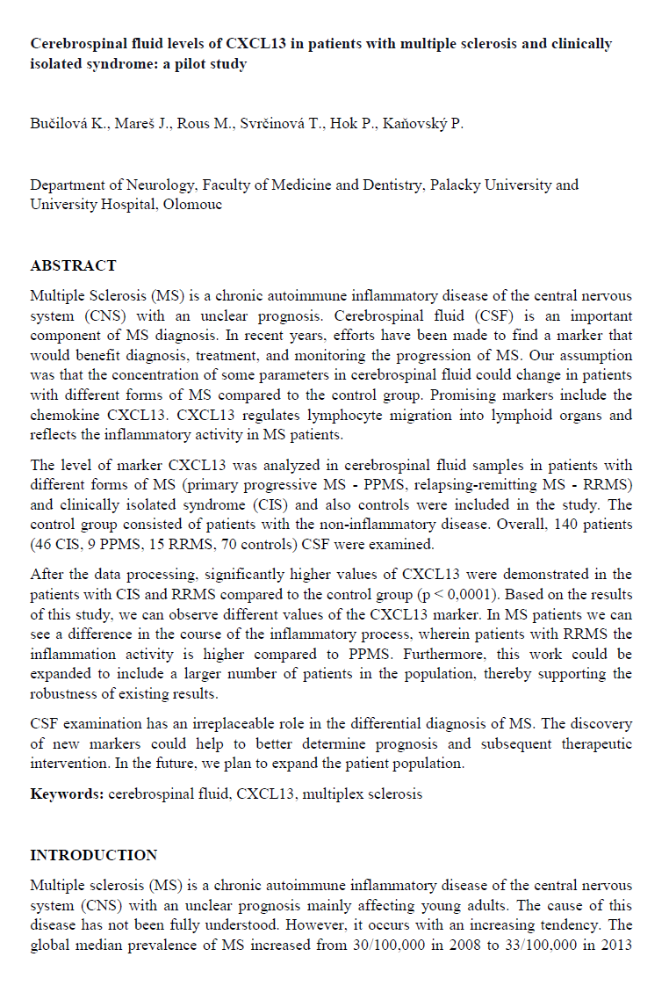 Cerebrospinal fluid levels of CXCL13 in patients with multiple sclerosis and clinically
isolated syndrome: a pilot study
Bučilová K., Mareš J., Rous M., Svrčinová T., Hok P., Kaňovský P.
Department of Neurology, Faculty of Medicine and Dentistry, Palacky University and
University Hospital, Olomouc
ABSTRACT
Multiple Sclerosis (MS) is a chronic autoimmune inflammatory disease of the central nervous
system (CNS) with an unclear prognosis. Cerebrospinal fluid (CSF) is an important
component of MS diagnosis. In recent years, efforts have been made to find a marker that
would benefit diagnosis, treatment, and monitoring the progression of MS. Our assumption
was that the concentration of some parameters in cerebrospinal fluid could change in patients
with different forms of MS compared to the control group. Promising markers include the
chemokine CXCL13. CXCL13 regulates lymphocyte migration into lymphoid organs and
reflects the inflammatory activity in MS patients.
The level of marker CXCL13 was analyzed in cerebrospinal fluid samples in patients with
different forms of MS (primary progressive MS - PPMS, relapsing-remitting MS - RRMS)
and clinically isolated syndrome (CIS) and also controls were included in the study. The
control group consisted of patients with the non-inflammatory disease. Overall, 140 patients
(46 CIS, 9 PPMS, 15 RRMS, 70 controls) CSF were examined.
After the data processing, significantly higher values of CXCL13 were demonstrated in the
patients with CIS and RRMS compared to the control group (p < 0,0001). Based on the results
of this study, we can observe different values of the CXCL13 marker. In MS patients we can
see a difference in the course of the inflammatory process, wherein patients with RRMS the
inflammation activity is higher compared to PPMS. Furthermore, this work could be
expanded to include a larger number of patients in the population, thereby supporting the
robustness of existing results.
CSF examination has an irreplaceable role in the differential diagnosis of MS. The discovery
of new markers could help to better determine prognosis and subsequent therapeutic
intervention. In the future, we plan to expand the patient population.
Keywords: cerebrospinal fluid, CXCL13, multiplex sclerosis
INTRODUCTION
Multiple sclerosis (MS) is a chronic autoimmune inflammatory disease of the central nervous
system (CNS) with an unclear prognosis mainly affecting young adults. The cause of this
disease has not been fully understood. However, it occurs with an increasing tendency. The
global median prevalence of MS increased from 30/100,000 in 2008 to 33/100,000 in 2013